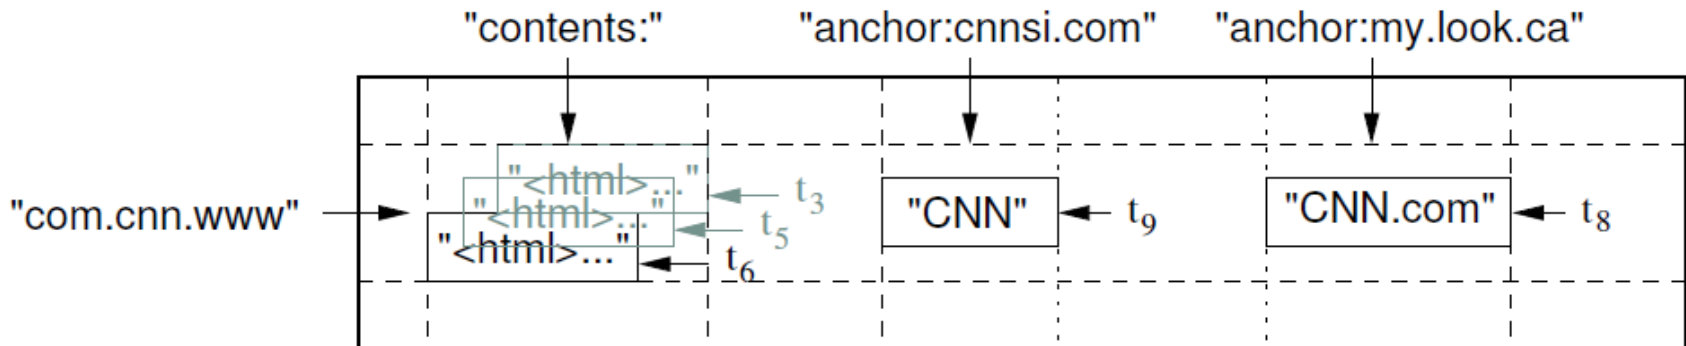 "contents:" "anchor:cnnsi.com" "anchor:my.look.ca"
"<html>..." t3
"com.cnn.www" "<html>..." t5 "CNN" t9 "CNN.com" t8
"<html>..." t6